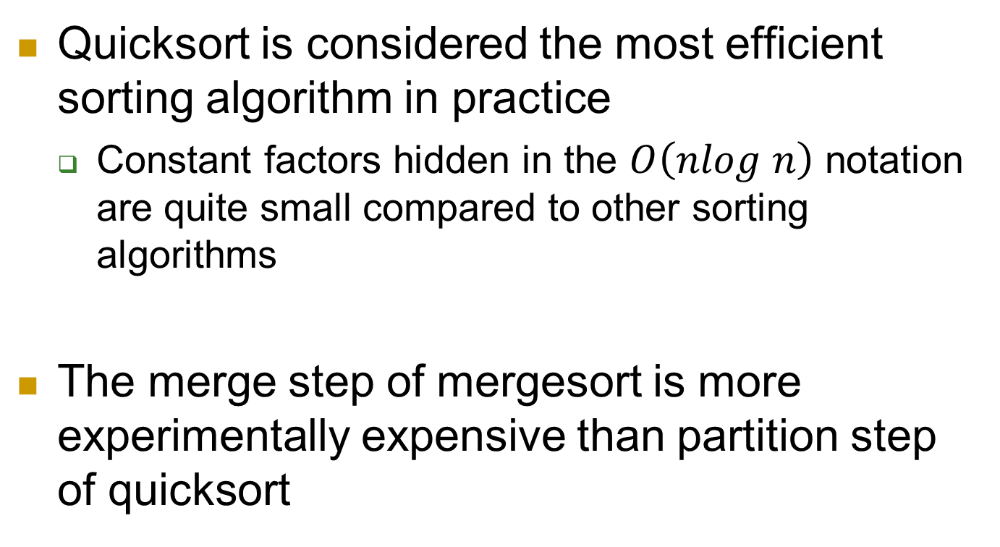 Quicksort is considered the most efficient
sorting algorithm in practice
Constant factors hidden in the O(nlog n) notation
are quite small compared to other sorting
algorithms
The merge step of mergesort is more
experimentally expensive than partition step
of quicksort